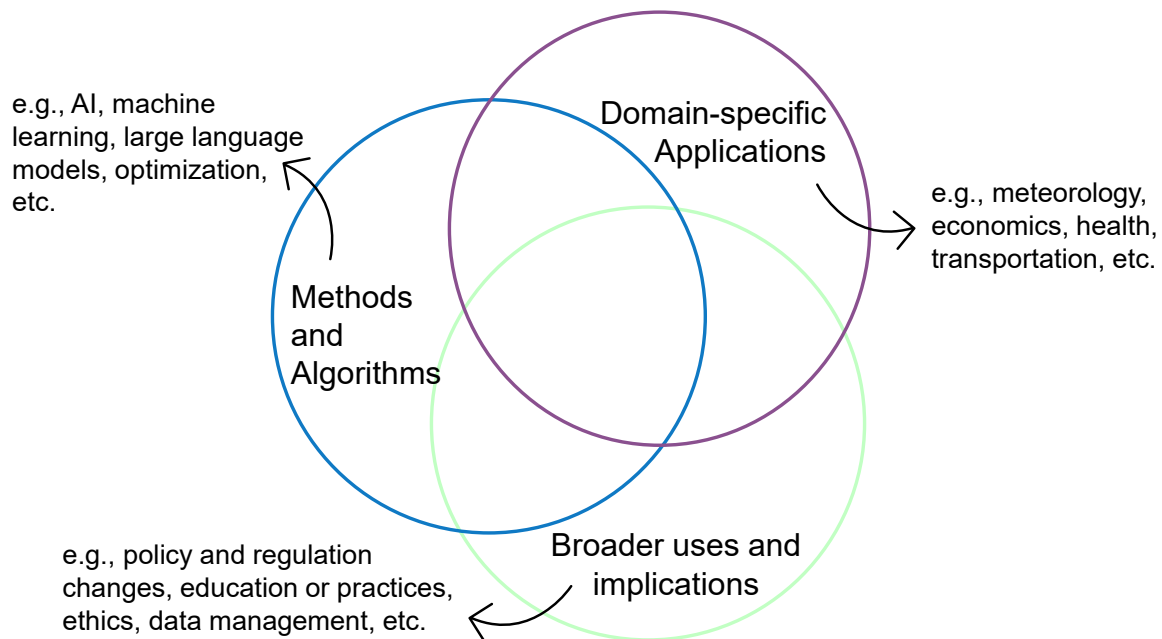 e.g., AI, machine
learning, large language
models, optimization,
etc.
Domain-specific
Applications
e.g., meteorology,
economics, health,
transportation, etc.
Methods
and
Algorithms
Broader uses and
implications
e.g., policy and regulation
changes, education or practices,
ethics, data management, etc.